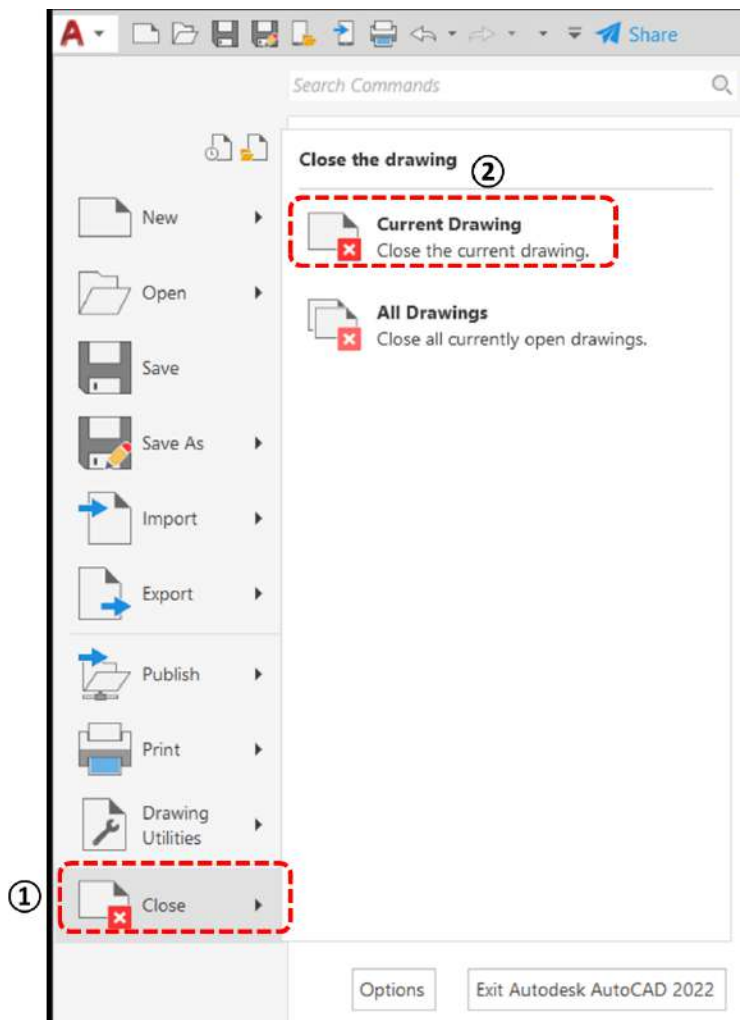 A
Share
Search Commands
Close the drawing
②
New
Current Drawing
Close the current drawing.
Open
All Drawings
Close all currently open drawings.
Save
Save As
Import
Export
Publish
Print
Drawing
Utilities
①
Close
Options
Exit Autodesk AutoCAD 2022